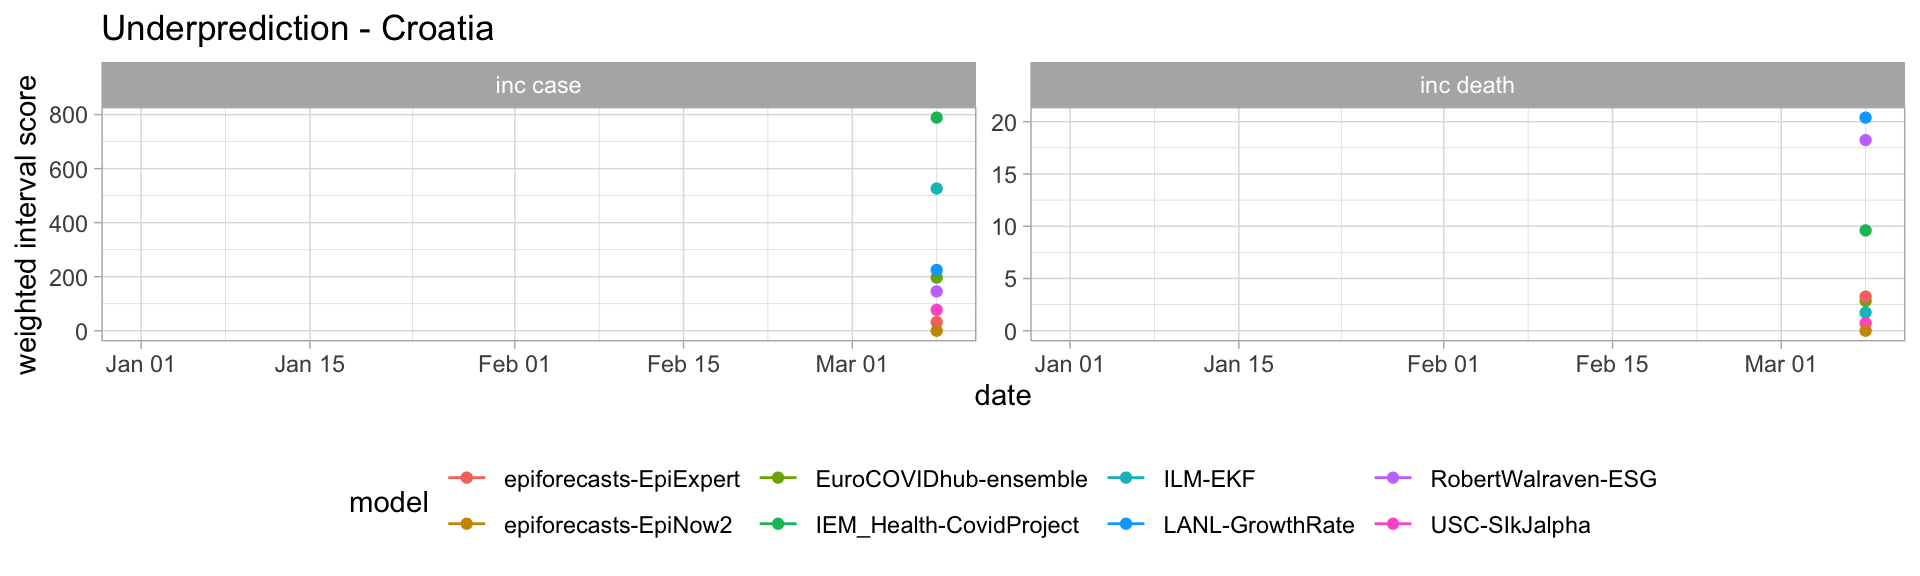 Underprediction - Croatia
inc case
inc death
weighted interval score
800
600
400
200
0
20
15
10
5
0
Jan 01 Jan 15 Feb 01 Feb 15 Mar 01
Jan 01 Jan 15 Feb 01 Feb 15 Mar 01
date
model
epiforecasts-EpiExpert EuroCOVIDhub-ensemble ILM-EKF RobertWalraven-ESG
epiforecasts-EpiNow2 IEM_Health-CovidProject LANL-GrowthRate USC-SIkJalpha